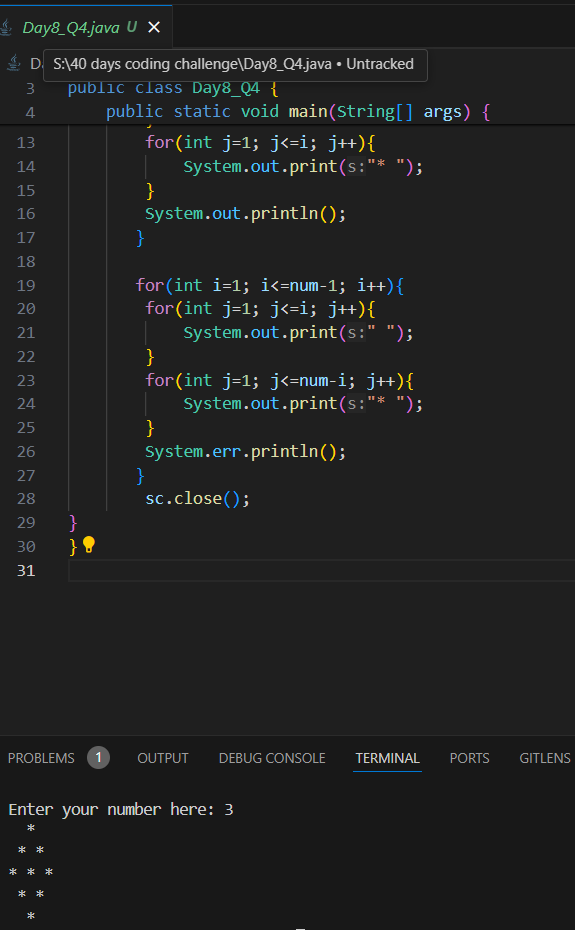 Day8_Q4.java U
D
S:\40 days coding challenge\Day8_Q4.java • Untracked
3 public class Day8_Q4 {
4 public static void main(String[] args) {
13 for(int j=1; j<=i; j++){
14 System.out.print(s:"* ");
15 }
16 System.out.println();
17 }
18
19 for(int i=1; i<=num-1; i++){
20 for(int j=1; j<=i; j++){
21 System.out.print(s:" ");
22 }
23 for(int j=1; j<=num-i; j++){
24 System.out.print(s:"* ");
25 }
26 System.err.println();
27 }
28 sc.close();
29 }
30 }
31
PROBLEMS 1 OUTPUT DEBUG CONSOLE TERMINAL PORTS GITLENS
Enter your number here: 3
  *
 * *
* * *
 * *
  *